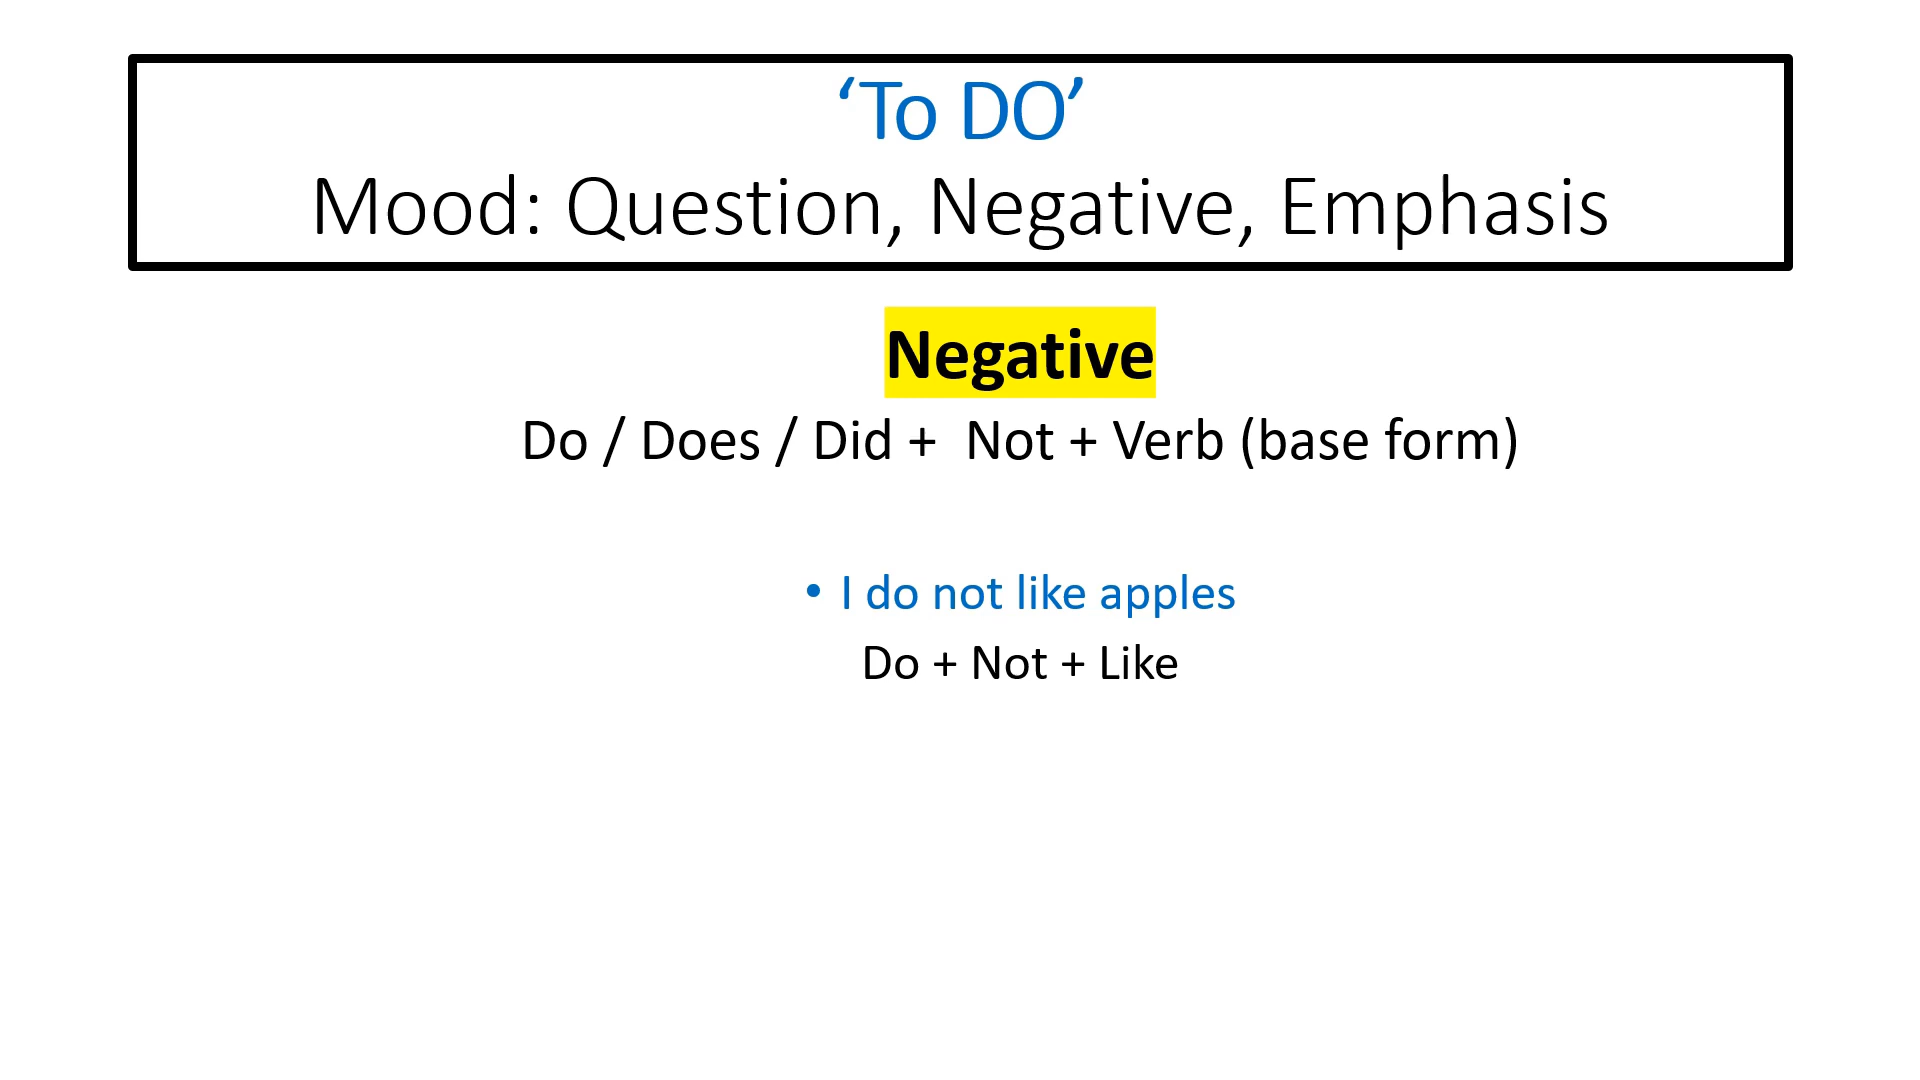 ‘To DO’
Mood: Question, Negative, Emphasis
Negative
Do / Does / Did + Not + Verb (base form)
• I do not like apples
Do + Not + Like